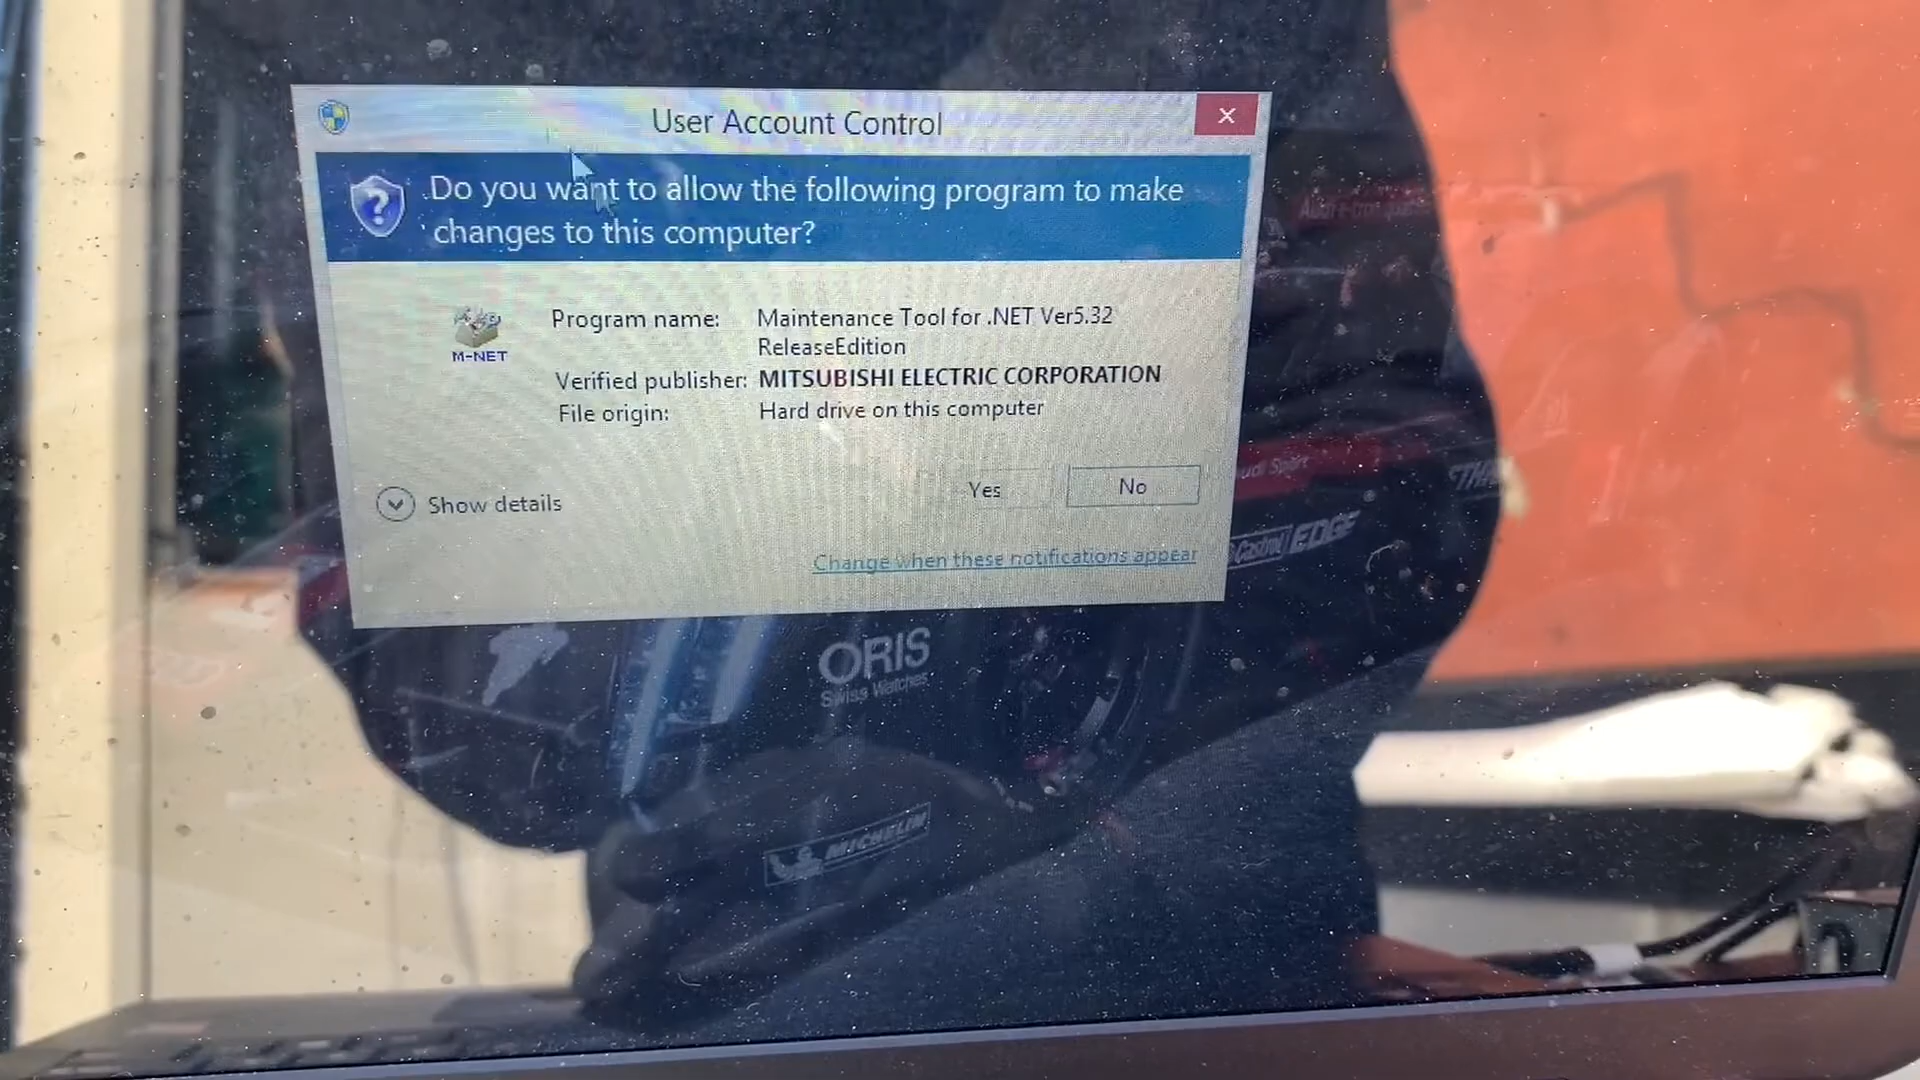 User Account Control
Do you want to allow the following program to make
changes to this computer?
M-NET
Program name: Maintenance Tool for .NET Ver5.32
ReleaseEdition
Verified publisher: MITSUBISHI ELECTRIC CORPORATION
File origin: Hard drive on this computer
Show details
Yes
No
Change when these notifications appear
Castrol EDGE
ORIS
Swiss Watches
MICHELIN